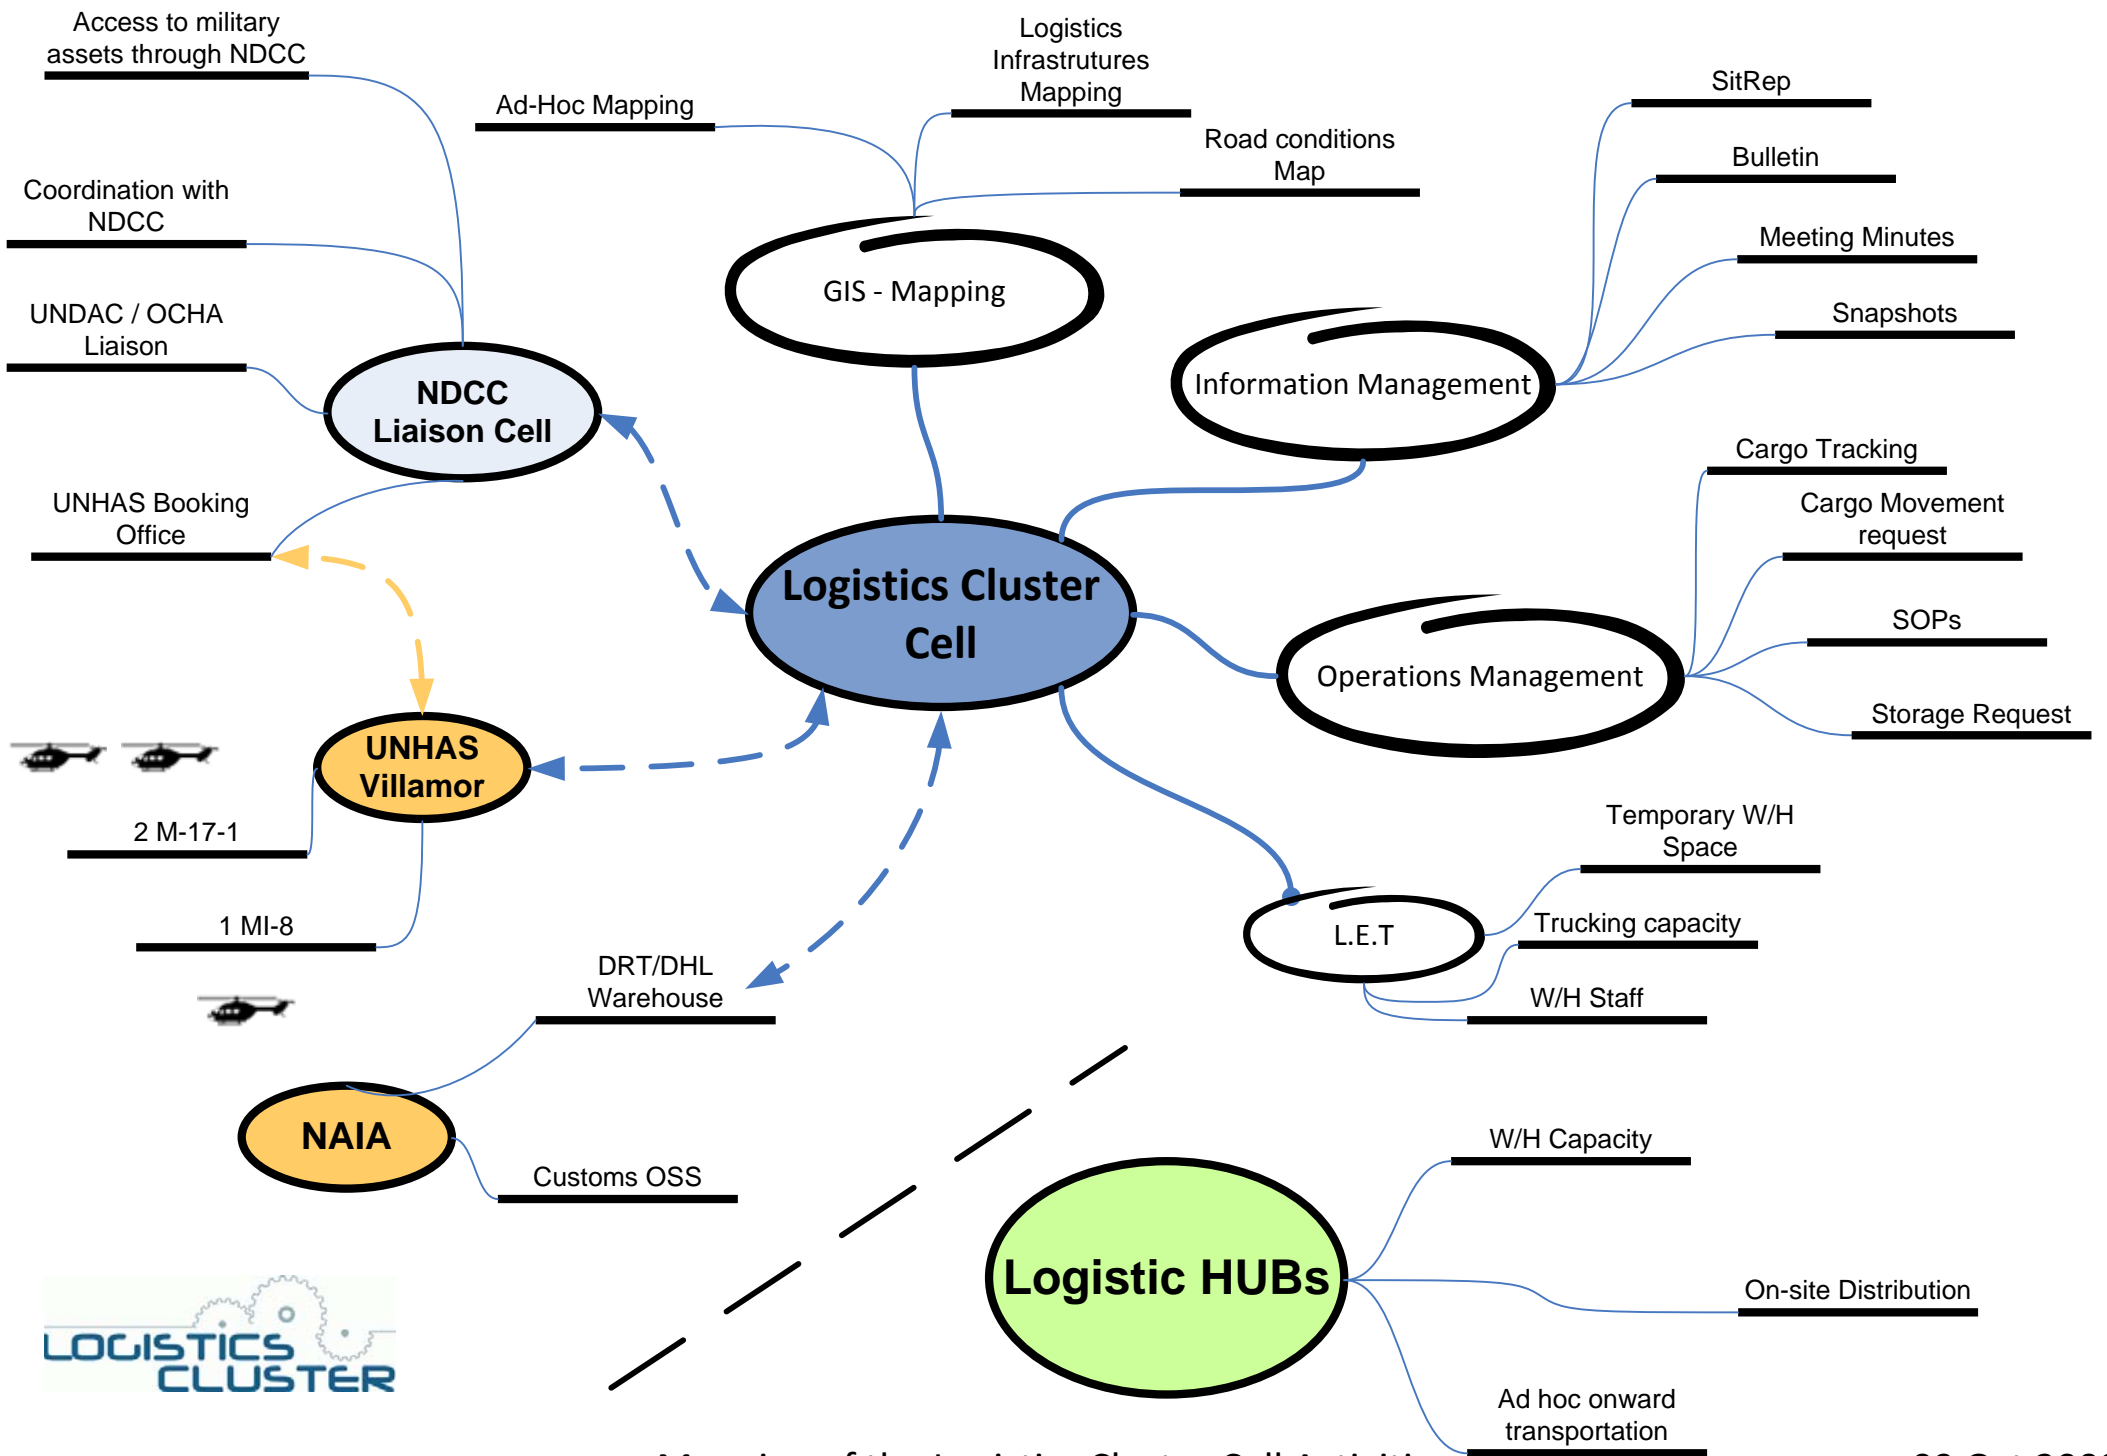 Access to military
assets through NDCC
Coordination with
NDCC
UNDAC / OCHA
Liaison
UNHAS Booking
Office
NDCC
Liaison Cell
Ad-Hoc Mapping
Logistics
Infrastrutures
Mapping
Road conditions
Map
GIS - Mapping
SitRep
Bulletin
Meeting Minutes
Snapshots
Information Management
Cargo Tracking
Cargo Movement
request
SOPs
Storage Request
Operations Management
Logistics Cluster
Cell
UNHAS
Villamor
2 M-17-1
1 MI-8
Temporary W/H
Space
Trucking capacity
W/H Staff
L.E.T
DRT/DHL
Warehouse
NAIA
Customs OSS
W/H Capacity
On-site Distribution
Ad hoc onward
transportation
Logistic HUBs
LOGISTICS
CLUSTER